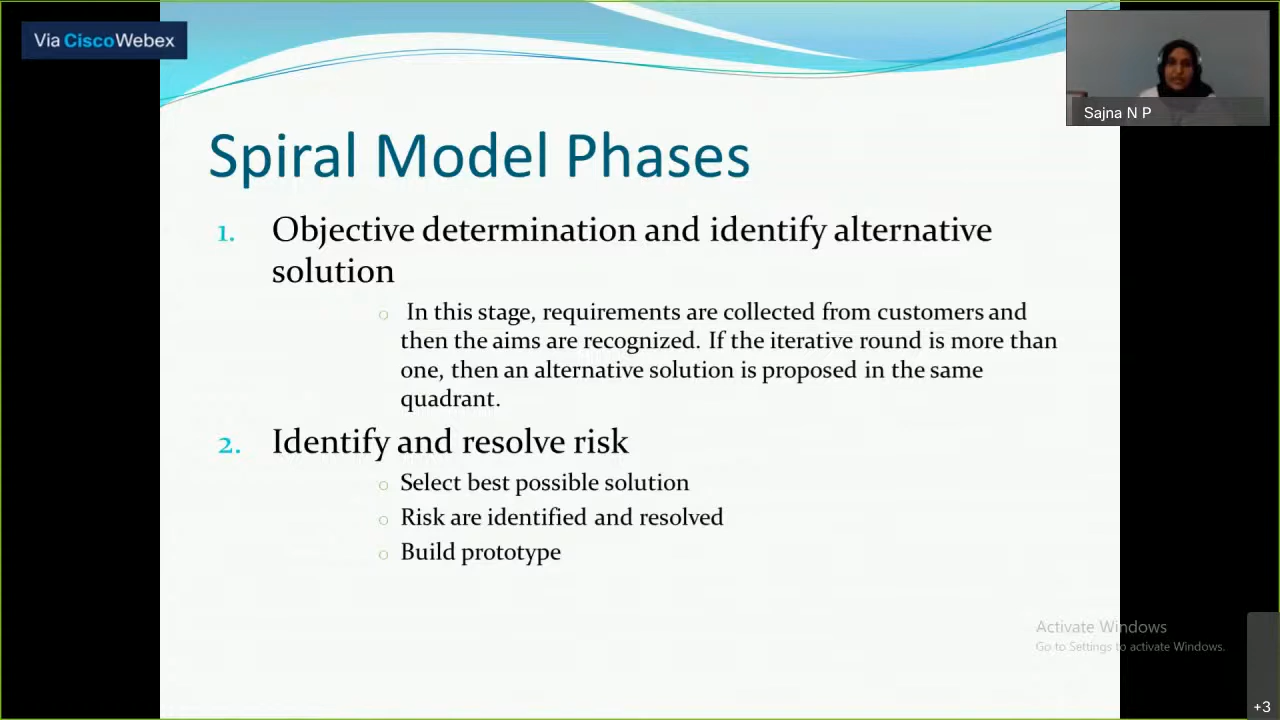 Via CiscoWebex
Sajna N P
Spiral Model Phases
1. Objective determination and identify alternative
solution
In this stage, requirements are collected from customers and
then the aims are recognized. If the iterative round is more than
one, then an alternative solution is proposed in the same
quadrant.
2. Identify and resolve risk
Select best possible solution
Risk are identified and resolved
Build prototype
Activate Windows
Go to Settings to activate Windows.
+3